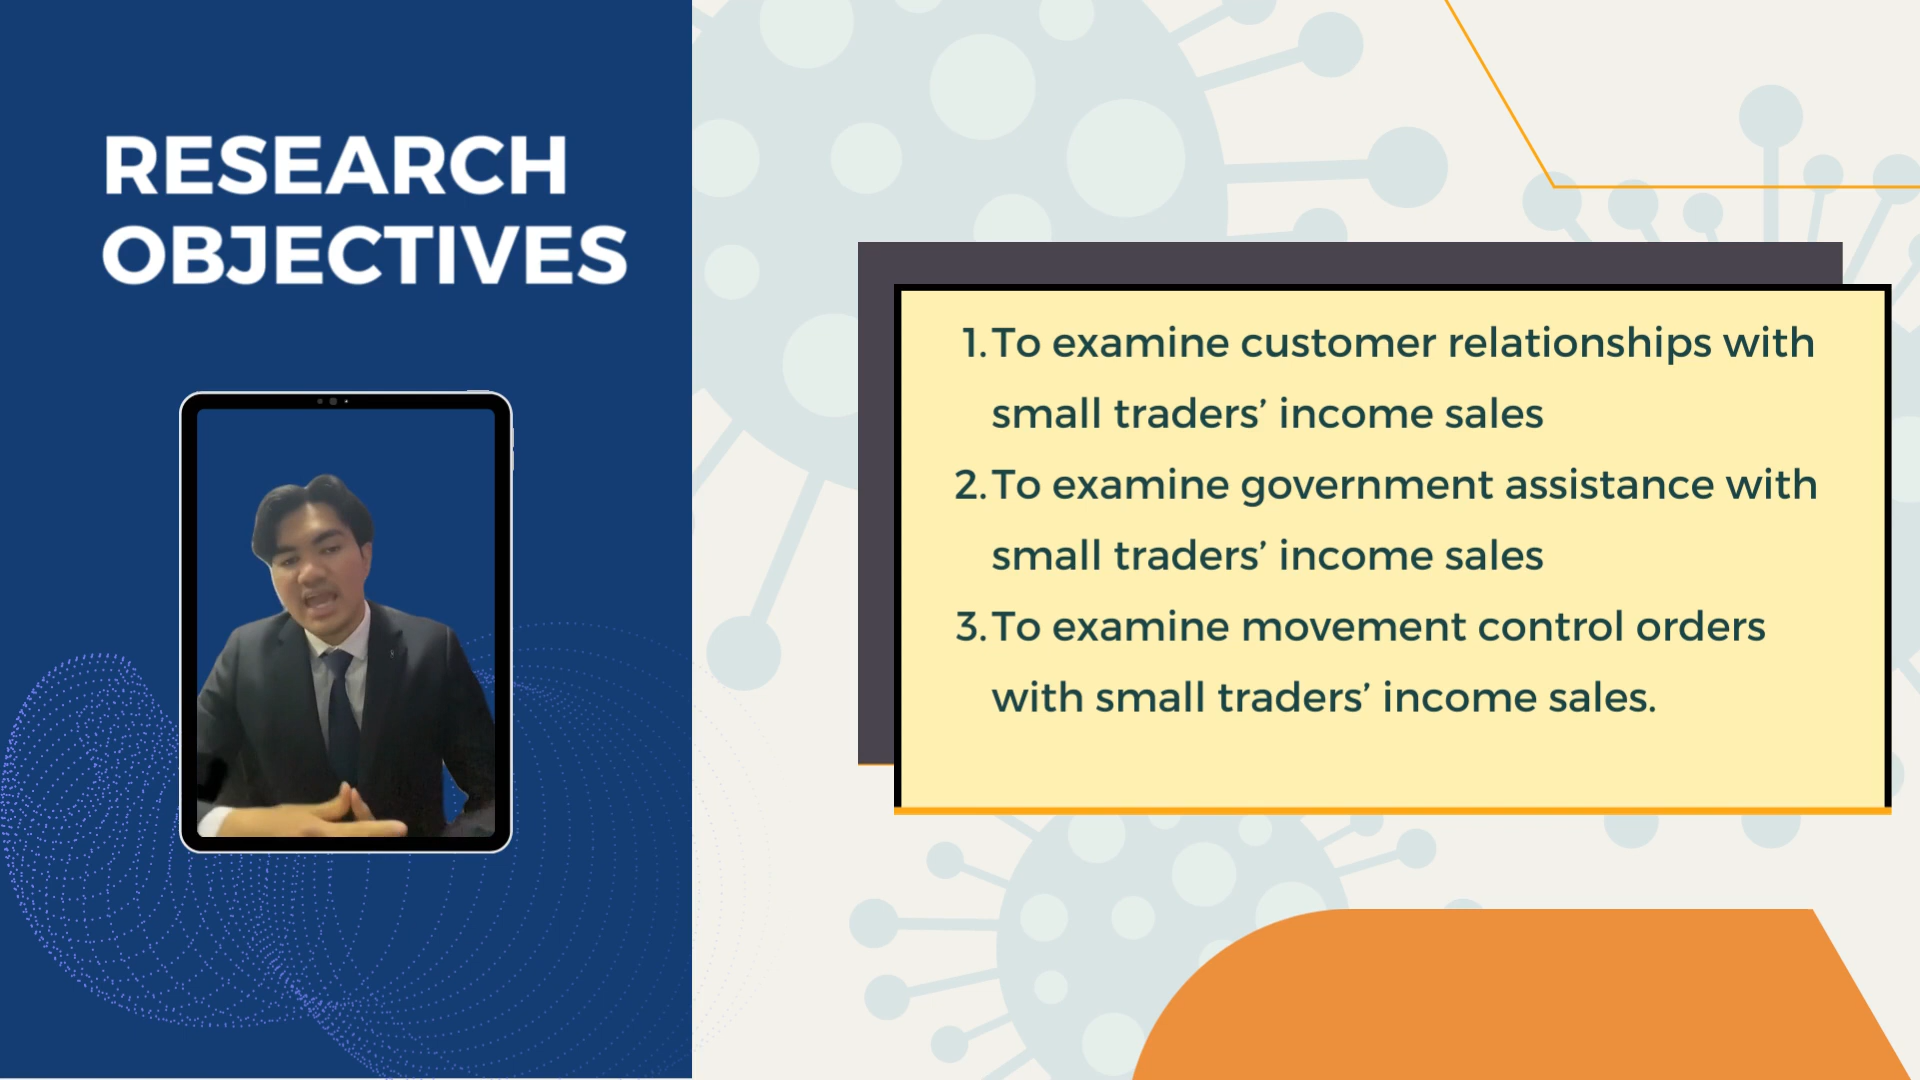 RESEARCH
OBJECTIVES
1. To examine customer relationships with
small traders’ income sales
2. To examine government assistance with
small traders’ income sales
3. To examine movement control orders
with small traders’ income sales.